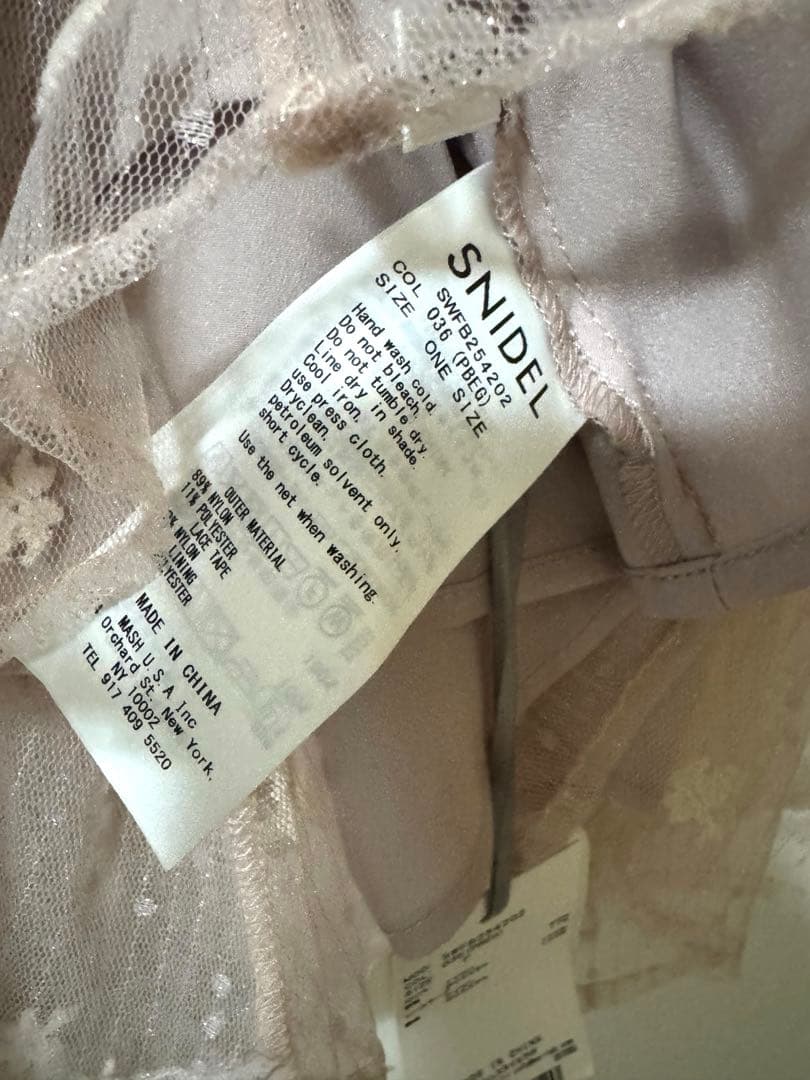 SNIDEL
SWFB254202
COL 036 (PBEG)
SIZE ONE SIZE
Hand wash cold.
Do not bleach.
Do not tumble dry.
Line dry in shade.
Cool iron.
use press cloth.
Dryclean.
petroleum solvent only.
short cycle.
Use the net when washing.
OUTER MATERIAL
89% NYLON
11% POLYESTER
LACE TAPE
% NYLON
LINING
YESTER
MADE IN CHINA
MASH U.S.A Inc
Orchard St. New York,
NY 10002
TEL 917 409 5520
SWFB254202